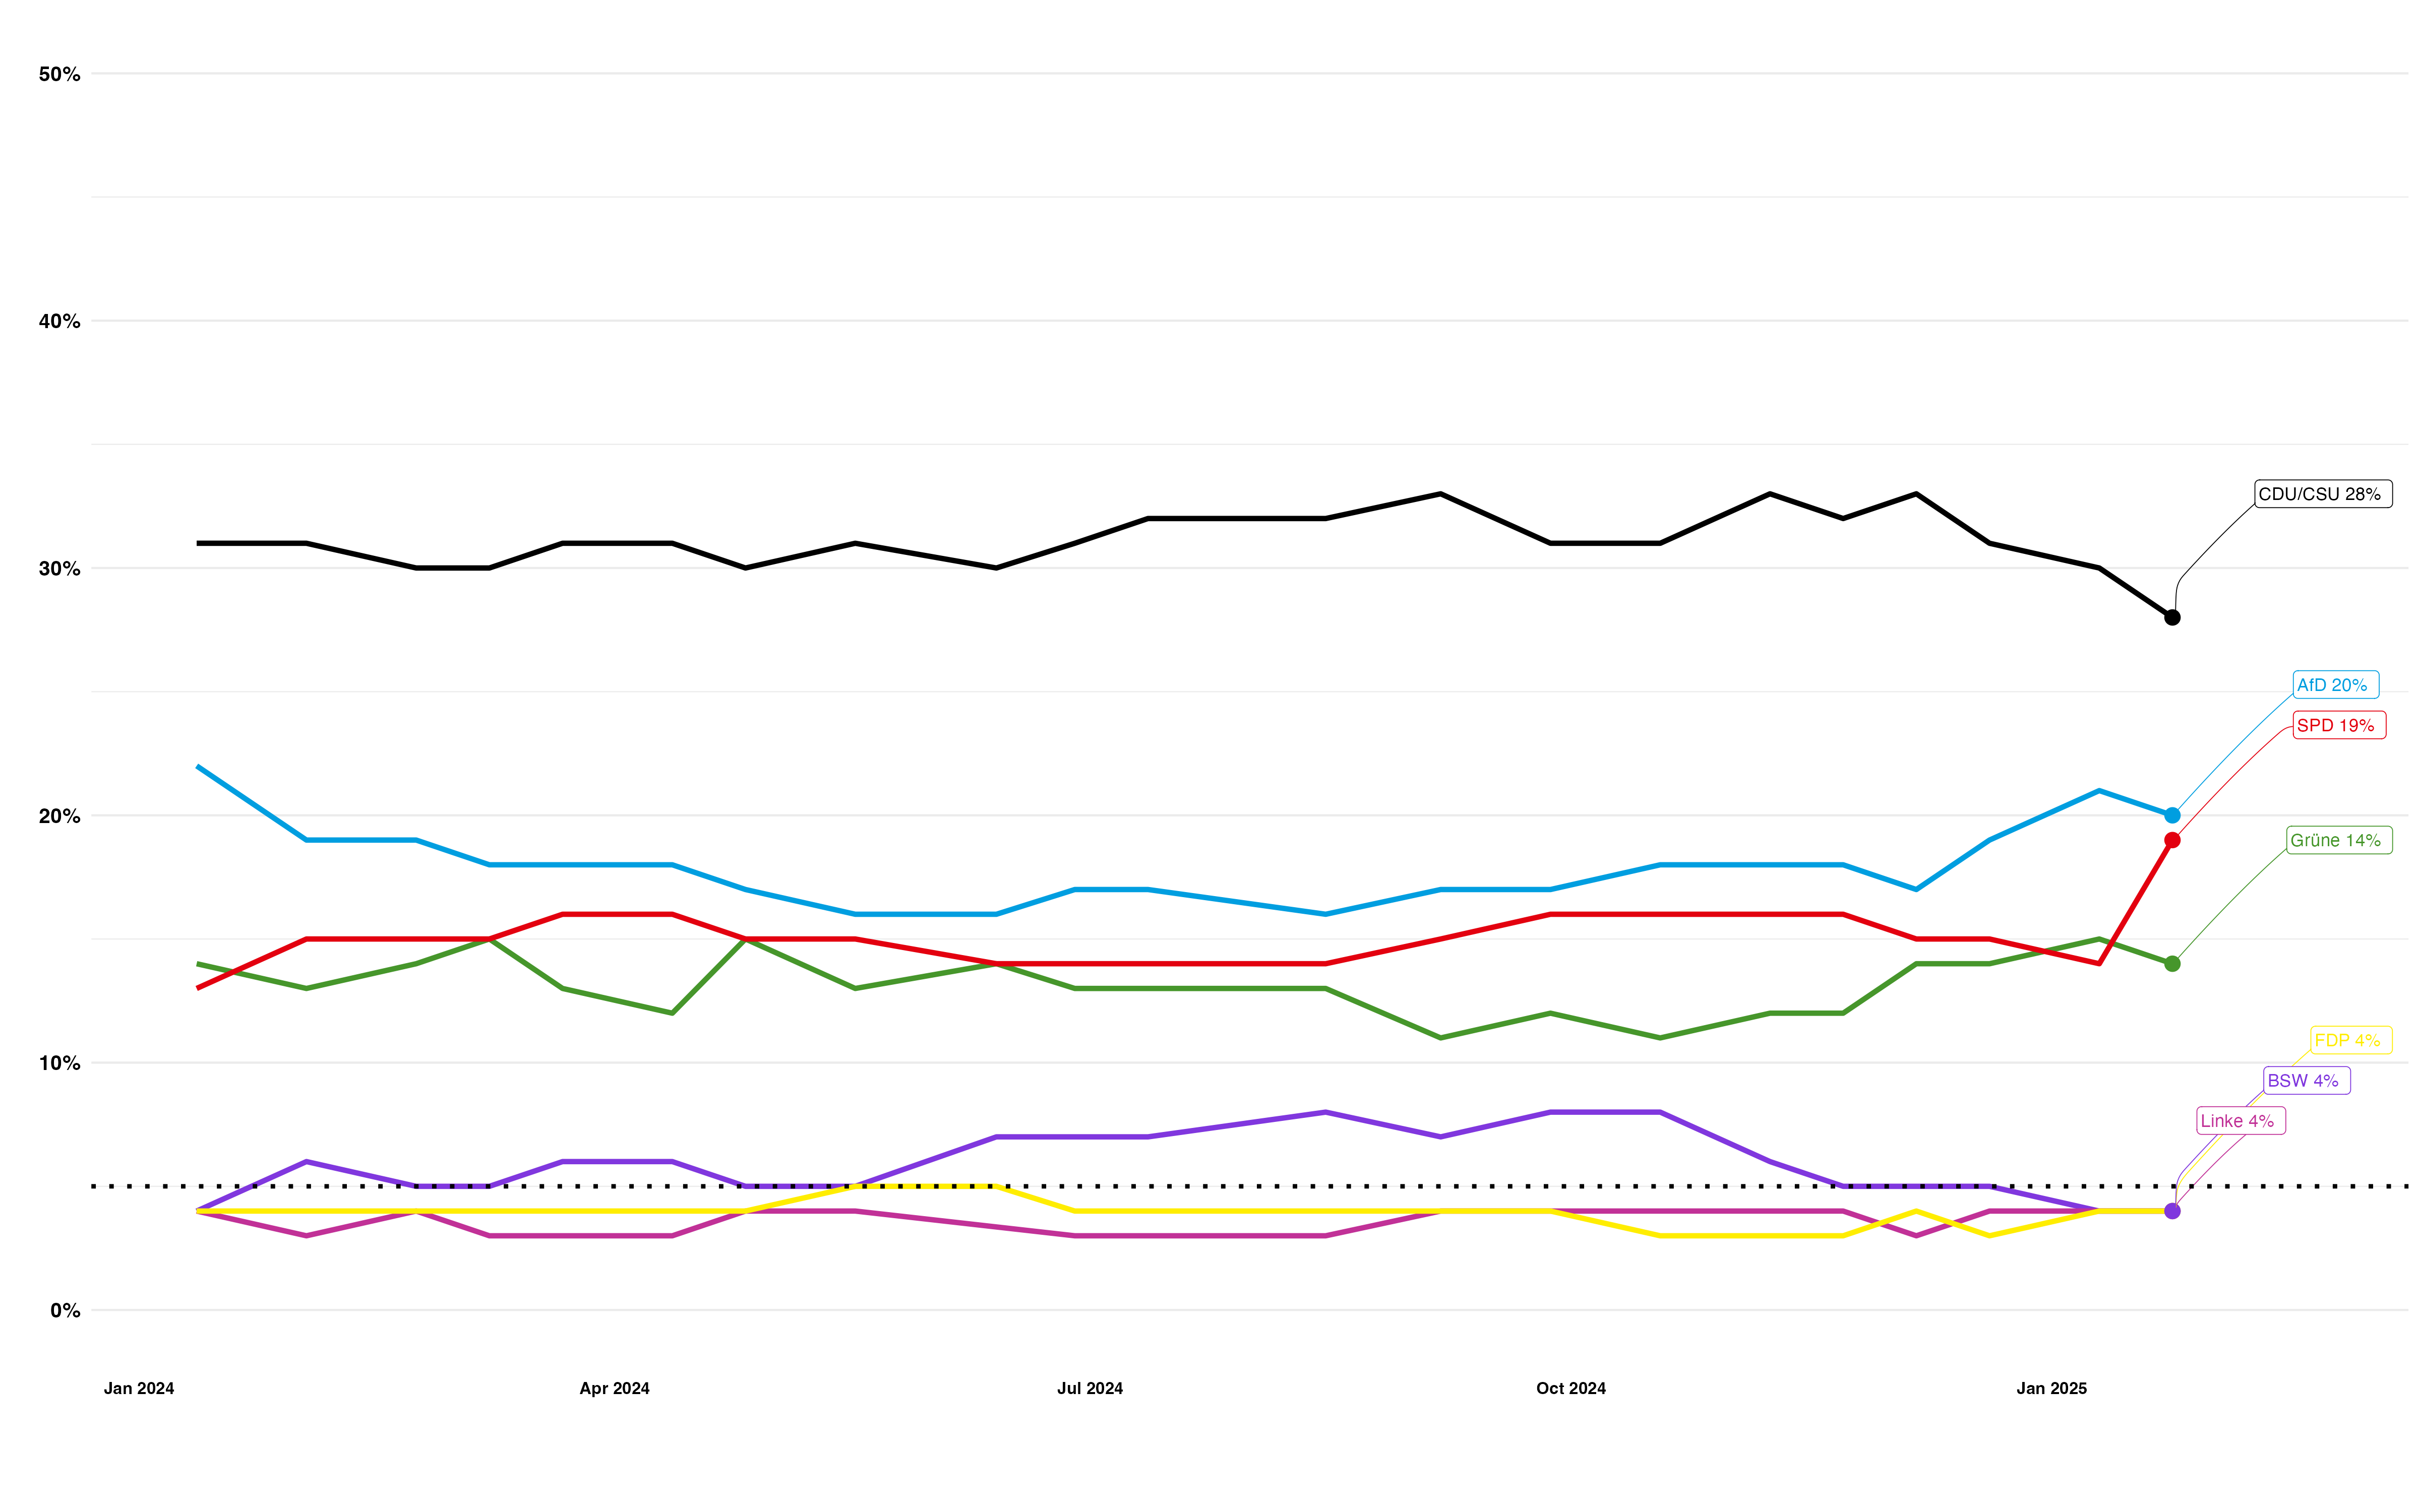 50%
40%
30%
20%
10%
0%
CDU/CSU 28%
AfD 20%
SPD 19%
Grüne 14%
FDP 4%
BSW 4%
Linke 4%
Jan 2024 Apr 2024 Jul 2024 Oct 2024 Jan 2025